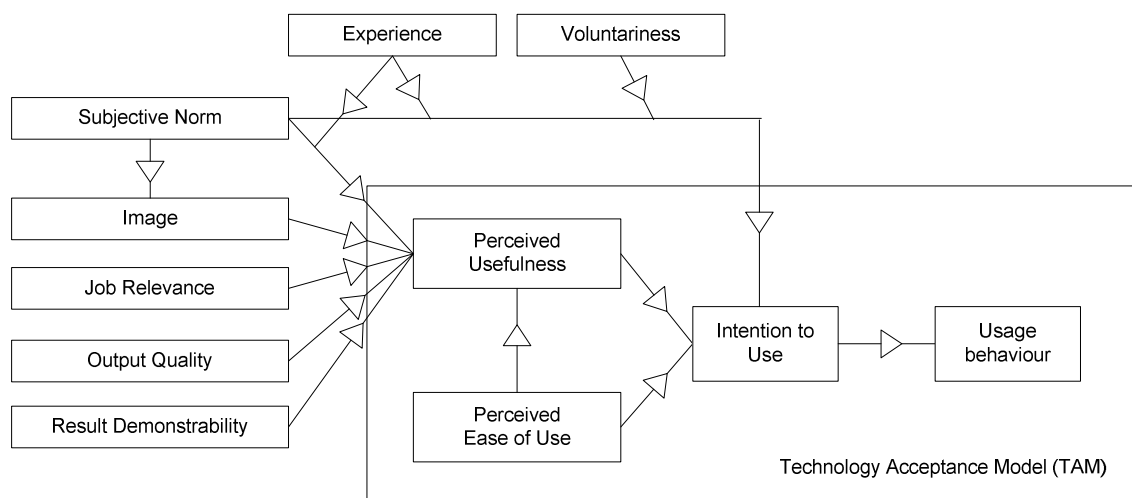 Experience
Voluntariness
Subjective Norm
Image
Job Relevance
Output Quality
Result Demonstrability
Perceived
Usefulness
Perceived
Ease of Use
Intention to
Use
Usage
behaviour
Technology Acceptance Model (TAM)